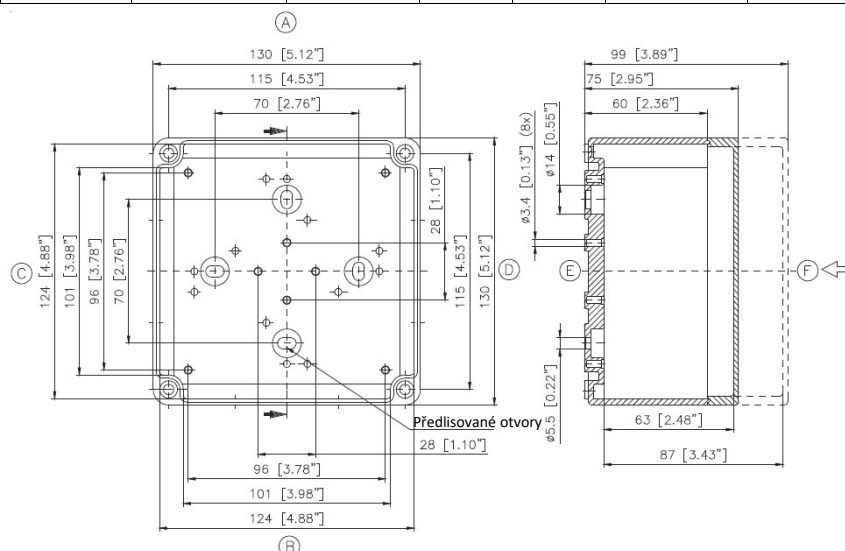 A
130 [5.12”]
115 [4.53”]
70 [2.76”]
99 [3.89”]
75 [2.95”]
60 [2.36”]
C
124 [4.88”]
101 [3.98”]
96 [3.78”]
70 [2.76”]
28 [1.10”]
115 [4.53”]
130 [5.12”]
D
ø3.4 [0.13”] (8x)
ø14 [0.55”]
E
F
ø5.5 [0.22”]
Předlisované otvory
28 [1.10”]
96 [3.78”]
101 [3.98”]
124 [4.88”]
B
63 [2.48”]
87 [3.43”]